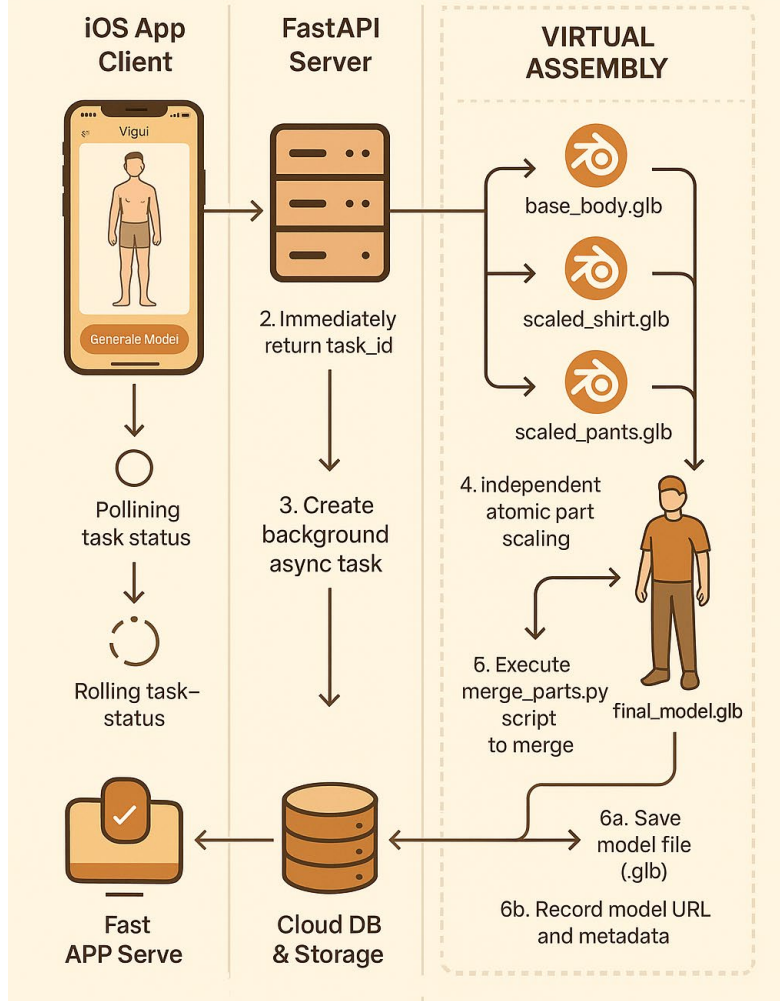 iOS App
Client
FastAPI
Server
VIRTUAL
ASSEMBLY
Vigui
Generale Model
base_body.glb
scaled_shirt.glb
scaled_pants.glb
2. Immediately
return task_id
Pollining
task status
3. Create
background
async task
4. independent
atomic part
scaling
Rolling task–
status
5. Execute
merge_parts.py
script
to merge
final_model.glb
6a. Save
model file
(.glb)
6b. Record model URL
and metadata
Fast
APP Serve
Cloud DB
& Storage